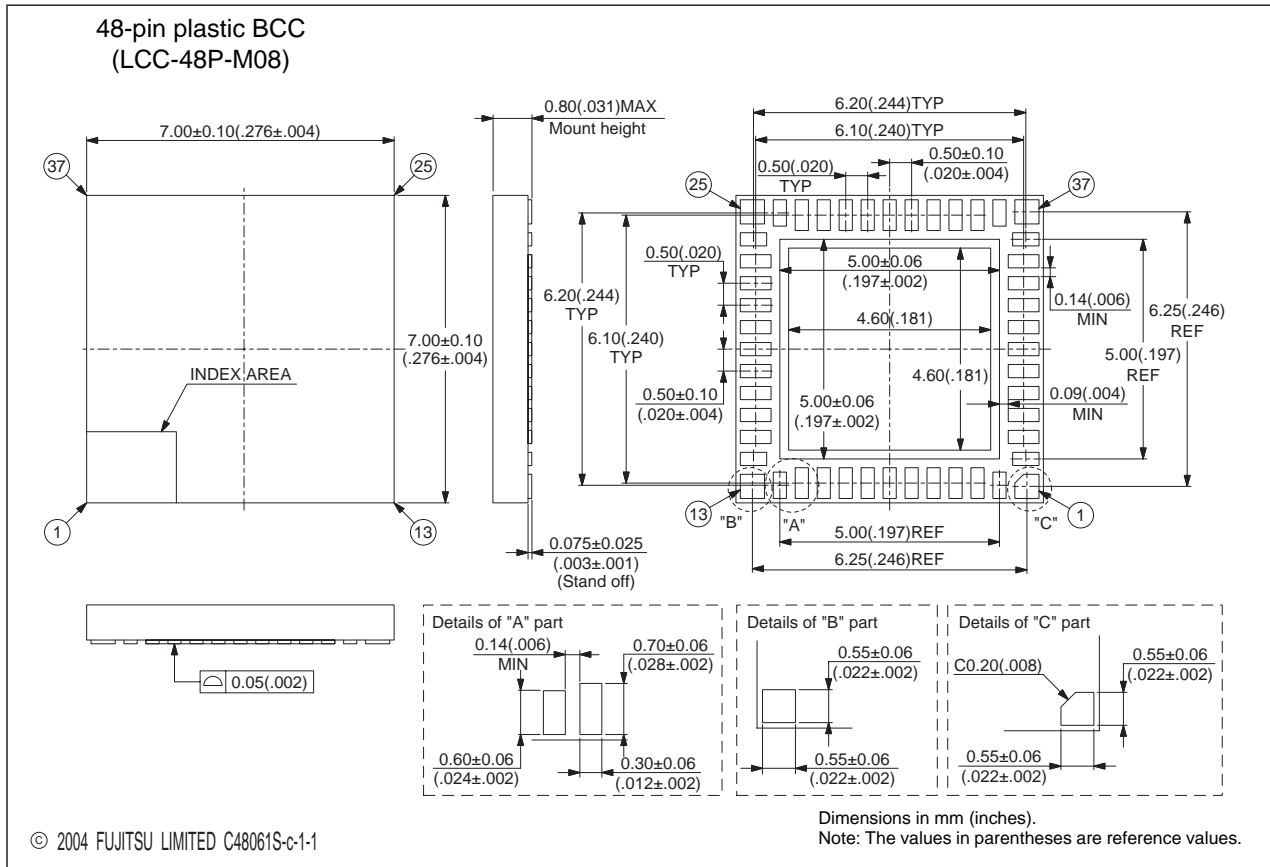 48-pin plastic BCC
(LCC-48P-M08)
7.00±0.10(.276±.004)
37
25
7.00±0.10
(.276±.004)
INDEX AREA
1
13
0.80(.031)MAX
Mount height
0.075±0.025
(.003±.001)
(Stand off)
0.05(.002)
6.20(.244)TYP
6.10(.240)TYP
0.50(.020)
TYP
0.50±0.10
(.020±.004)
25
37
0.50(.020)
TYP
6.20(.244)
TYP
6.10(.240)
TYP
0.50±0.10
(.020±.004)
5.00±0.06
(.197±.002)
4.60(.181)
4.60(.181)
5.00±0.06
(.197±.002)
0.14(.006)
MIN
6.25(.246)
REF
5.00(.197)
REF
0.09(.004)
MIN
13
"B"
"A"
"C"
1
5.00(.197)REF
6.25(.246)REF
Details of "A" part
0.14(.006)
MIN
0.70±0.06
(.028±.002)
0.60±0.06
(.024±.002)
0.30±0.06
(.012±.002)
Details of "B" part
0.55±0.06
(.022±.002)
0.55±0.06
(.022±.002)
Details of "C" part
C0.20(.008)
0.55±0.06
(.022±.002)
0.55±0.06
(.022±.002)
© 2004 FUJITSU LIMITED C48061S-c-1-1
Dimensions in mm (inches).
Note: The values in parentheses are reference values.